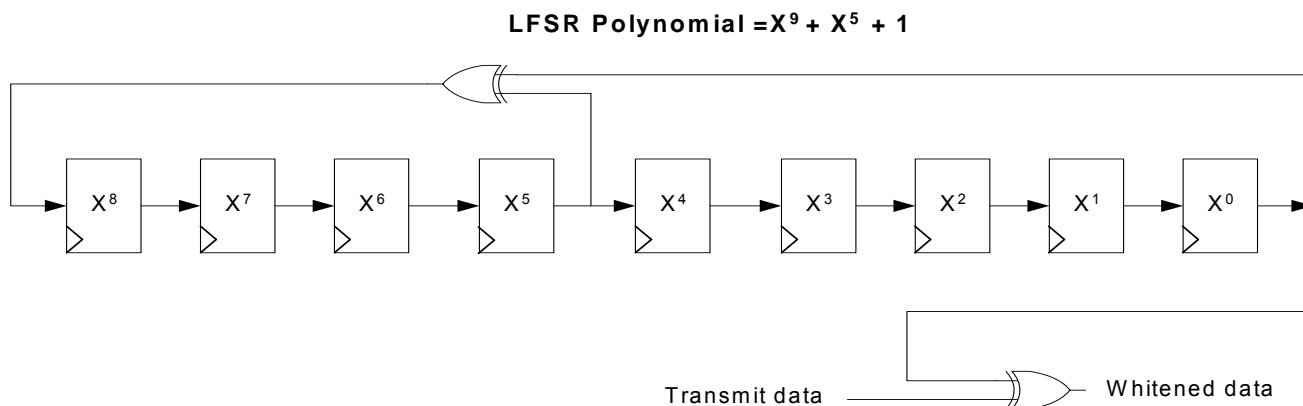 LFSR Polynomial =X⁹ + X⁵ + 1
X⁸ X⁷ X⁶ X⁵ X⁴ X³ X² X¹ X⁰
Transmit data Whitened data